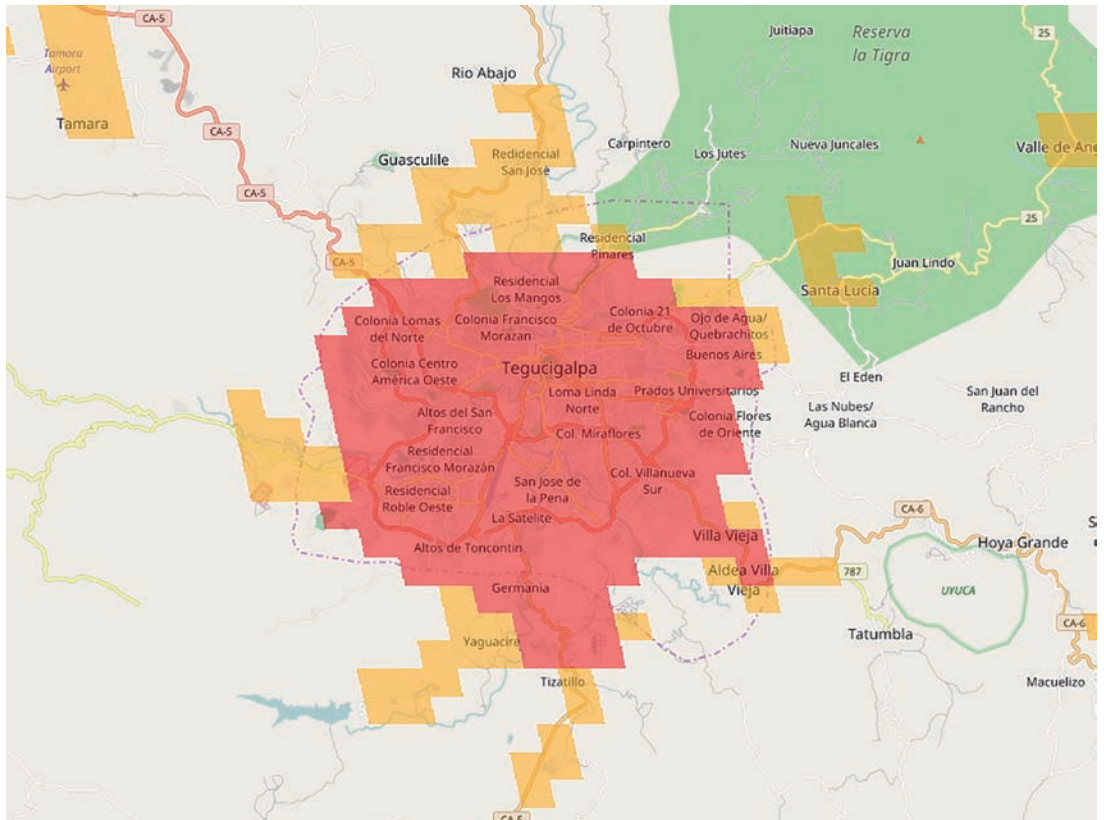 CA-5
25
Juitiapa
Reserva
la Tigra
Tamara
Airport
Rio Abajo
Tamara
CA-5
Guasculile
Redidencial
San José
Carpintero
Los Jutes
Nueva Juncales
Valle de Ang
CA-5
25
CA-5
Residencial
Pinares
Juan Lindo
Santa Lucía
Residencial
Los Mangos
Colonia Lomas
del Norte
Colonia Francisco
Morazan
Colonia 21
de Octubre
Ojo de Agua/
Quebrachitos
Buenos Aires
Colonia Centro
América Oeste
Tegucigalpa
El Eden
Loma Linda
Norte
Prados Universitarios
San Juan del
Rancho
Altos del San
Francisco
Col. Miraflores
Colonia Flores
de Oriente
Las Nubes/
Agua Blanca
Residencial
Francisco Morazán
Residencial
Roble Oeste
San Jose de
la Pena
Col. Villanueva
Sur
La Satelite
CA-6
Altos de Toncontin
Villa Vieja
Hoya Grande
S
Aldea Villa
Vieja
787
Germania
UYUCA
CA-6
Yaguacire
Tatumbla
Tizatillo
Macuelizo
CA-5